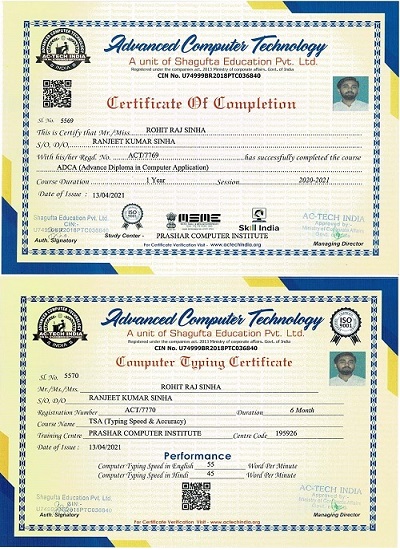 Advanced Computer Technology
A unit of Shagufta Education Pvt. Ltd.
Registered under the companies act, 2013 Ministry of corporate affairs, Govt. of India
CIN No. U74999BR2018PTC036840
AC-TECH INDIA
Certificate Of Completion
Sl. No. 5569
This is Certify that Mr./Miss. ROHIT RAJ SINHA
S/O, D/O RANJEET KUMAR SINHA
With his/her Regd. No. ACT/7769 has successfully completed the course
ADCA (Advance Diploma in Computer Application)
Course Duration 1 Year Session 2020-2021
Date of Issue : 13/04/2021
Shagufta Education Pvt. Ltd.
Auth. Signatory
Study Center - PRASHAR COMPUTER INSTITUTE
ISO
MSME
Skill India
AC-TECH INDIA
Approved by -
Managing Director
For Certificate Verification Visit - www.actechindia.org
Advanced Computer Technology
A unit of Shagufta Education Pvt. Ltd.
Registered under the companies act, 2013 Ministry of corporate affairs, Govt. of India
CIN No. U74999BR2018PTC036840
AC-TECH INDIA
ISO 9001
Computer Typing Certificate
Sl. No. 5570
Mr./Ms./Mrs. ROHIT RAJ SINHA
S/O, D/O RANJEET KUMAR SINHA
Registration Number ACT/7770 Duration 6 Month
Course Name TSA (Typing Speed & Accuracy)
Training Centre PRASHAR COMPUTER INSTITUTE Centre Code 195926
Date of Issue : 13/04/2021
Performance
Computer Typing Speed in English 55 Word Per Minute
Computer Typing Speed in Hindi 45 Word Per Minute
Shagufta Education Pvt. Ltd.
Auth. Signatory
AC-TECH INDIA
Approved by -
Managing Director
For Certificate Verification Visit - www.actechindia.org